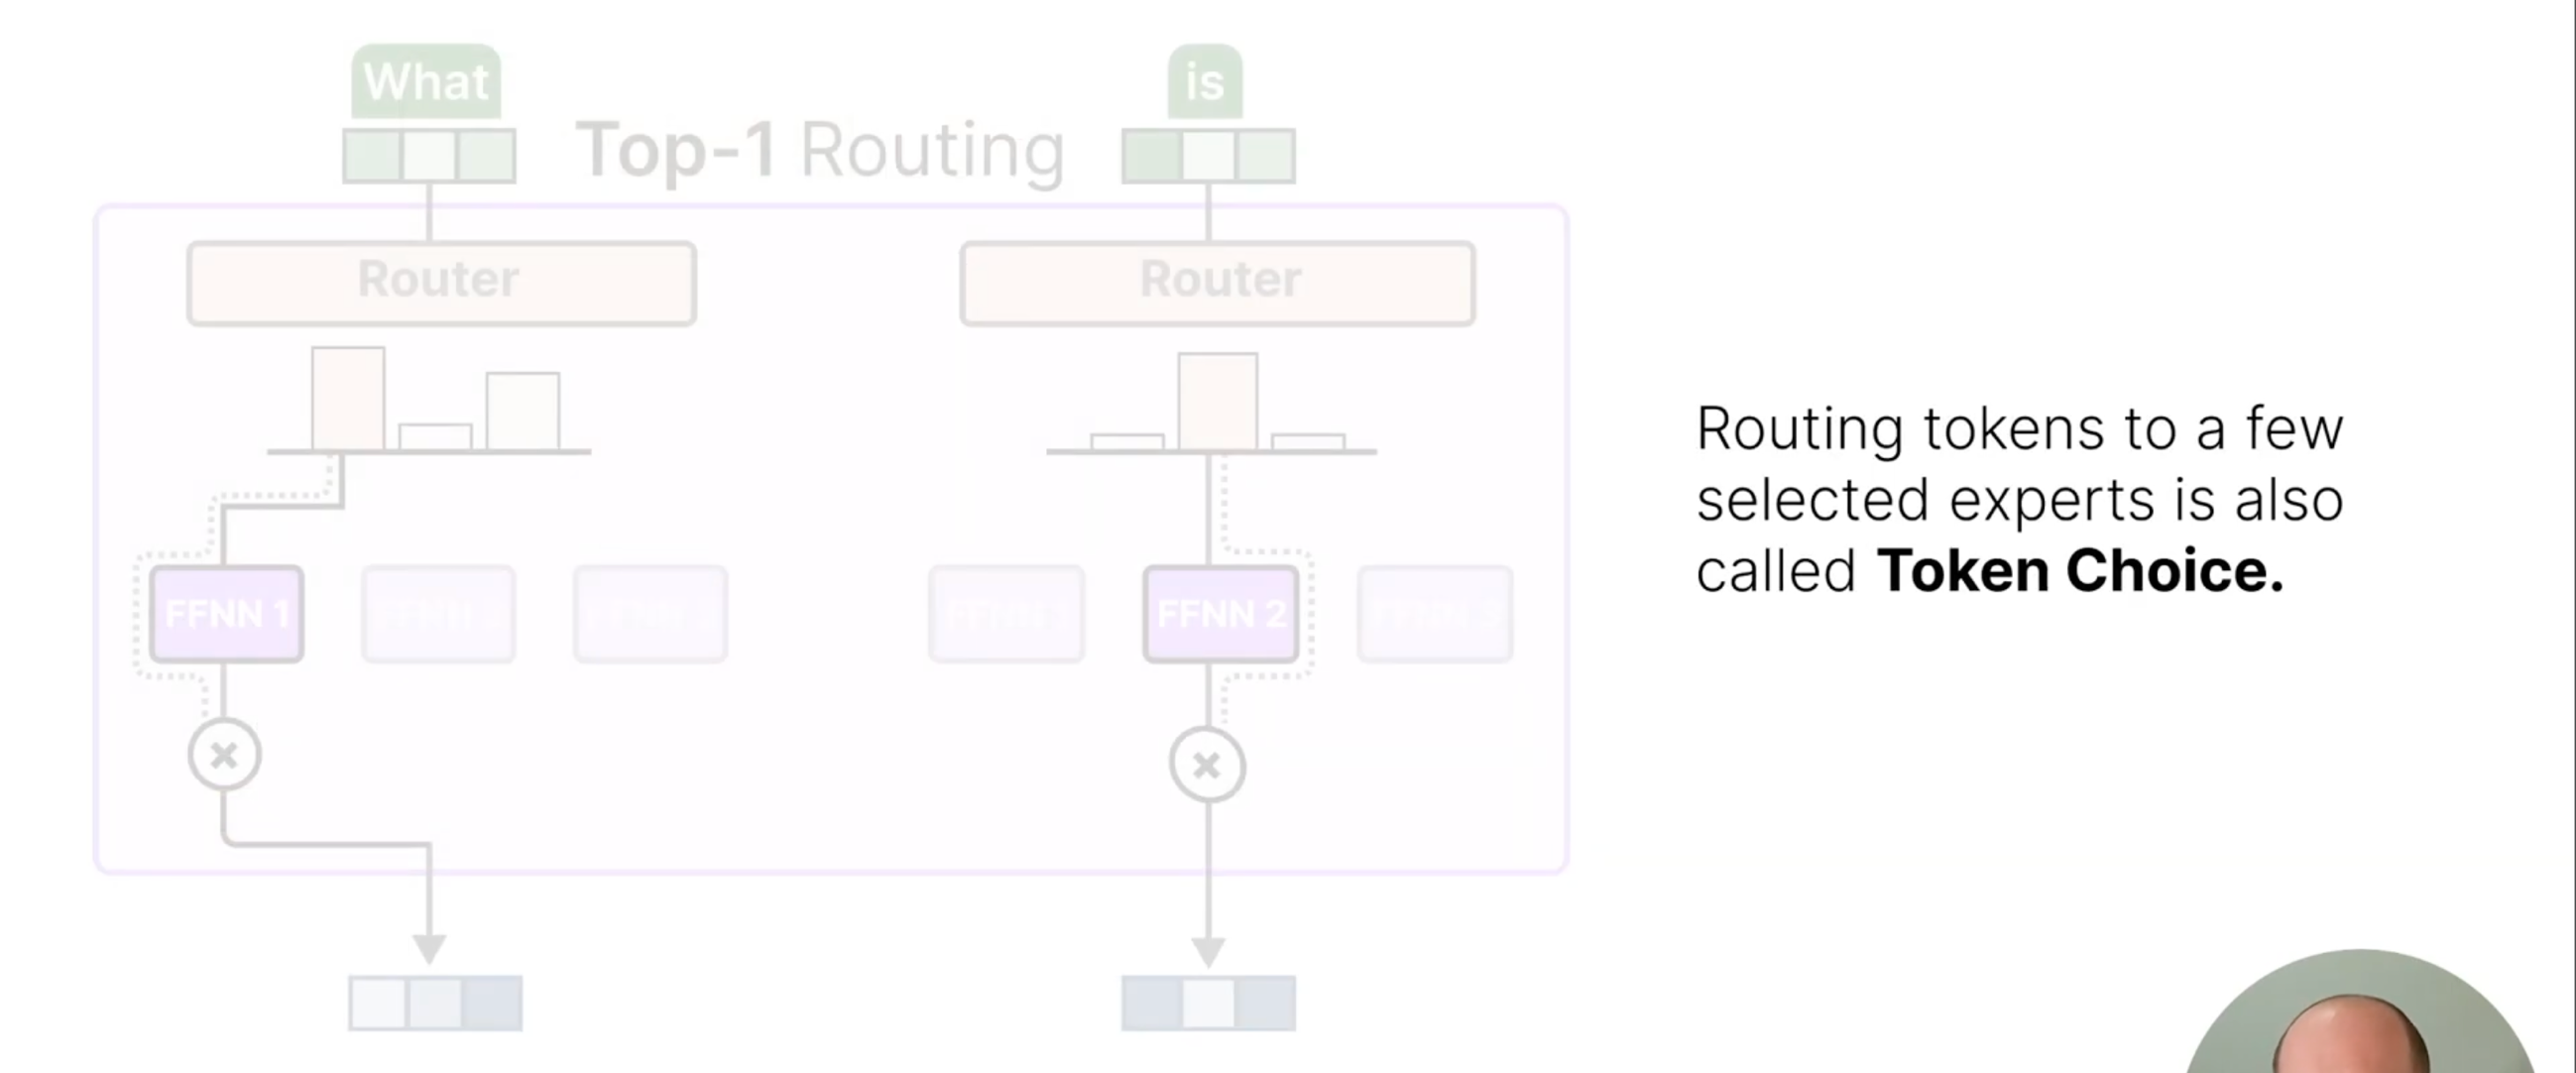 What
is
Top-1 Routing
Router
Router
FFNN 1
FFNN 2
Routing tokens to a few
selected experts is also
called Token Choice.